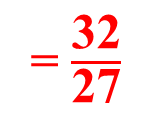 = 32/27